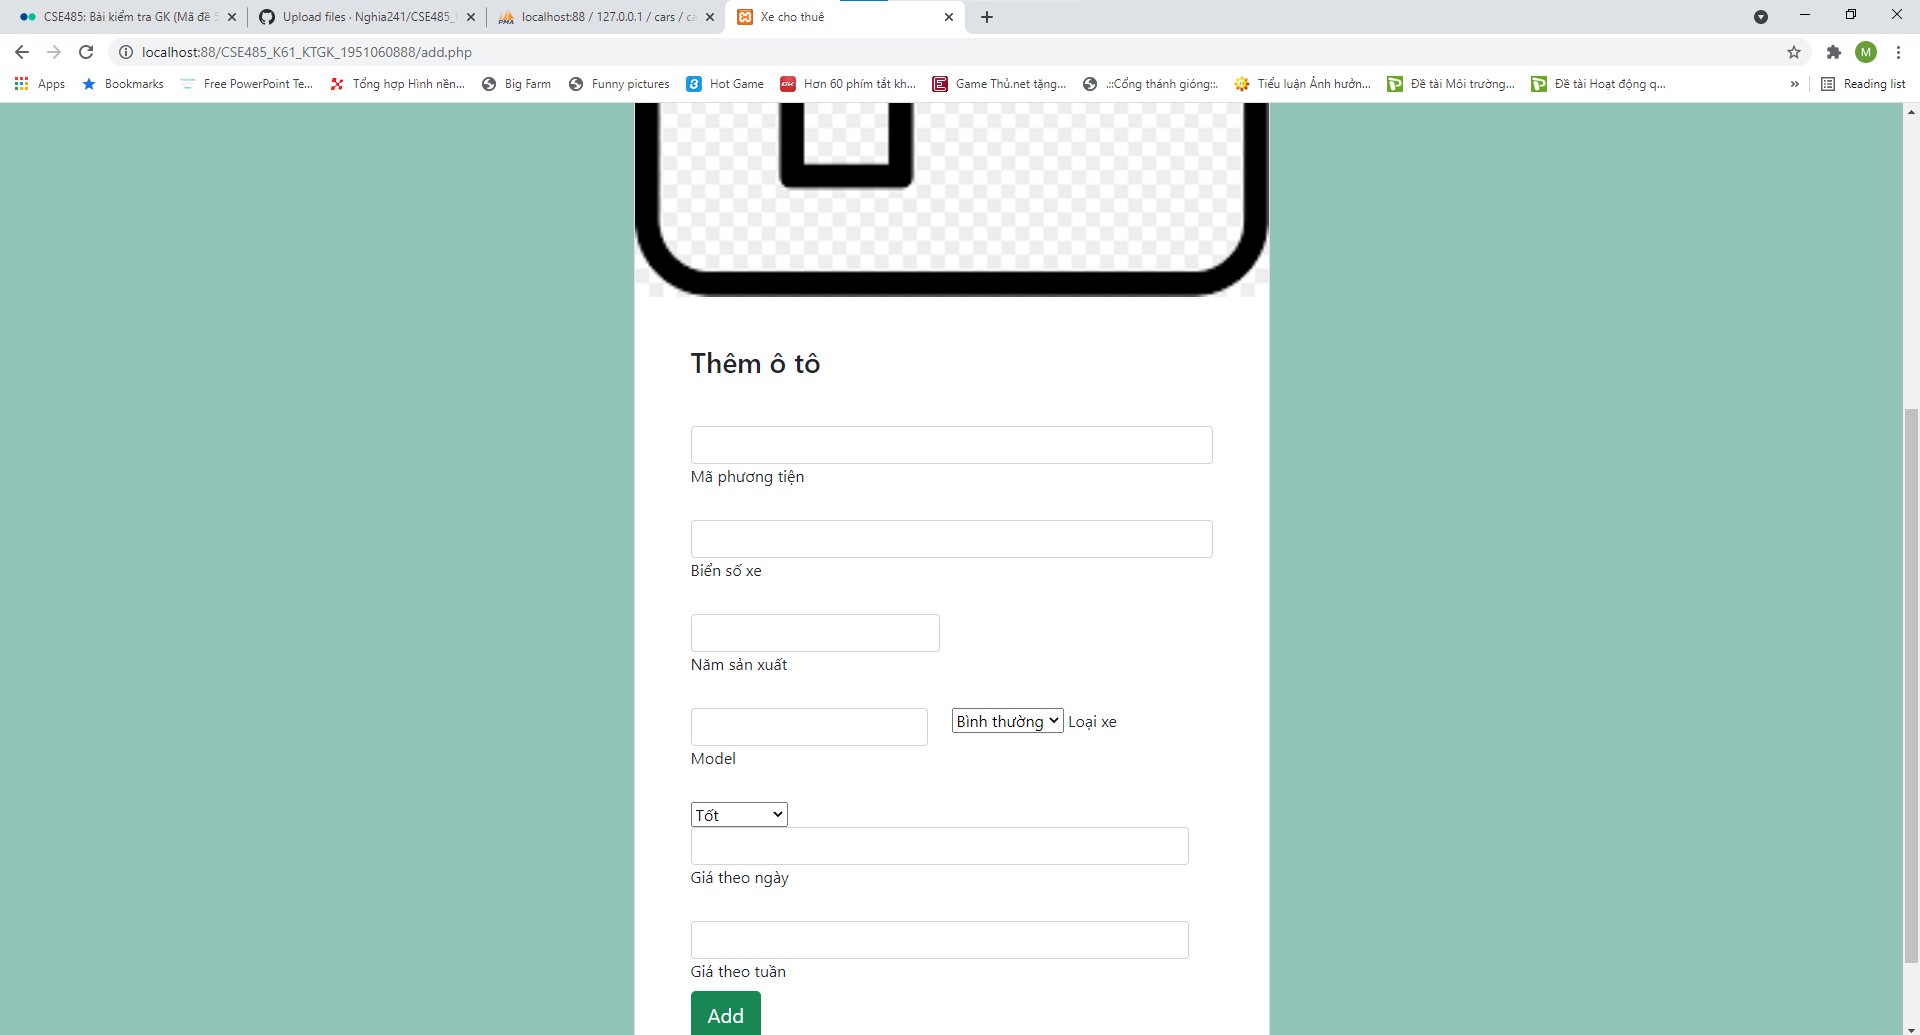 CSE485: Bài kiểm tra GK (Mã đề 5
Upload files · Nghia241/CSE485_
localhost:88 / 127.0.0.1 / cars / ca
Xe cho thuê
localhost:88/CSE485_K61_KTGK_1951060888/add.php
M
Apps
Bookmarks
Free PowerPoint Te...
Tổng hợp Hình nền...
Big Farm
Funny pictures
Hot Game
Hơn 60 phím tắt kh...
Game Thủ.net tặng...
.::Cổng thánh gióng::.
Tiểu luận Ảnh hưởn...
Đề tài Môi trường...
Đề tài Hoạt động q...
»
Reading list
Thêm ô tô
Mã phương tiện
Biển số xe
Năm sản xuất
Bình thường Loại xe
Model
Tốt
Giá theo ngày
Giá theo tuần
Add